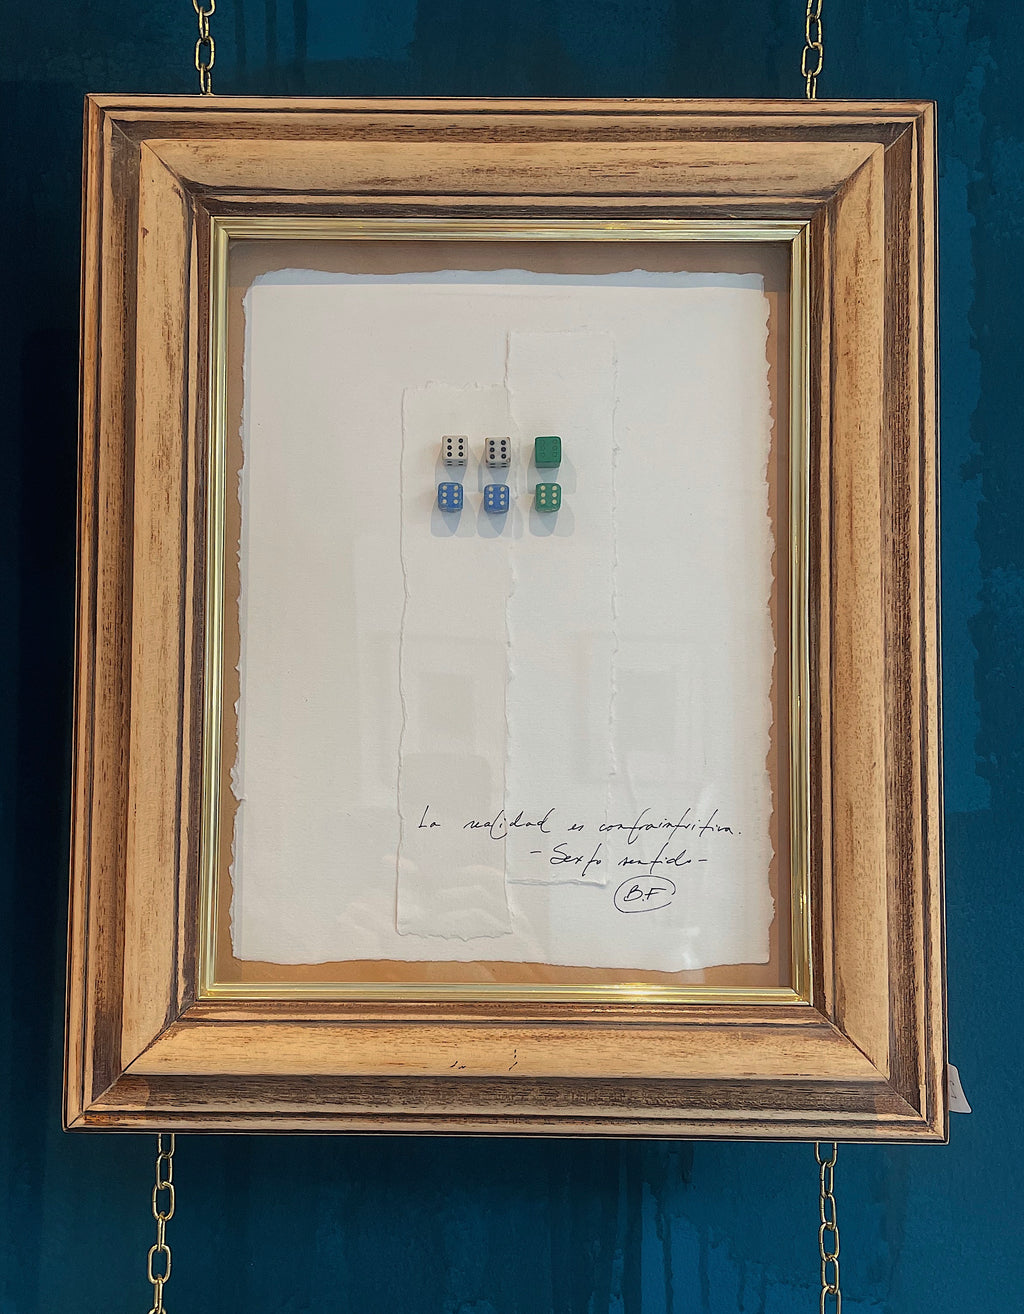 La realidad es contraintuitiva.
- Sexto sentido -
B.F